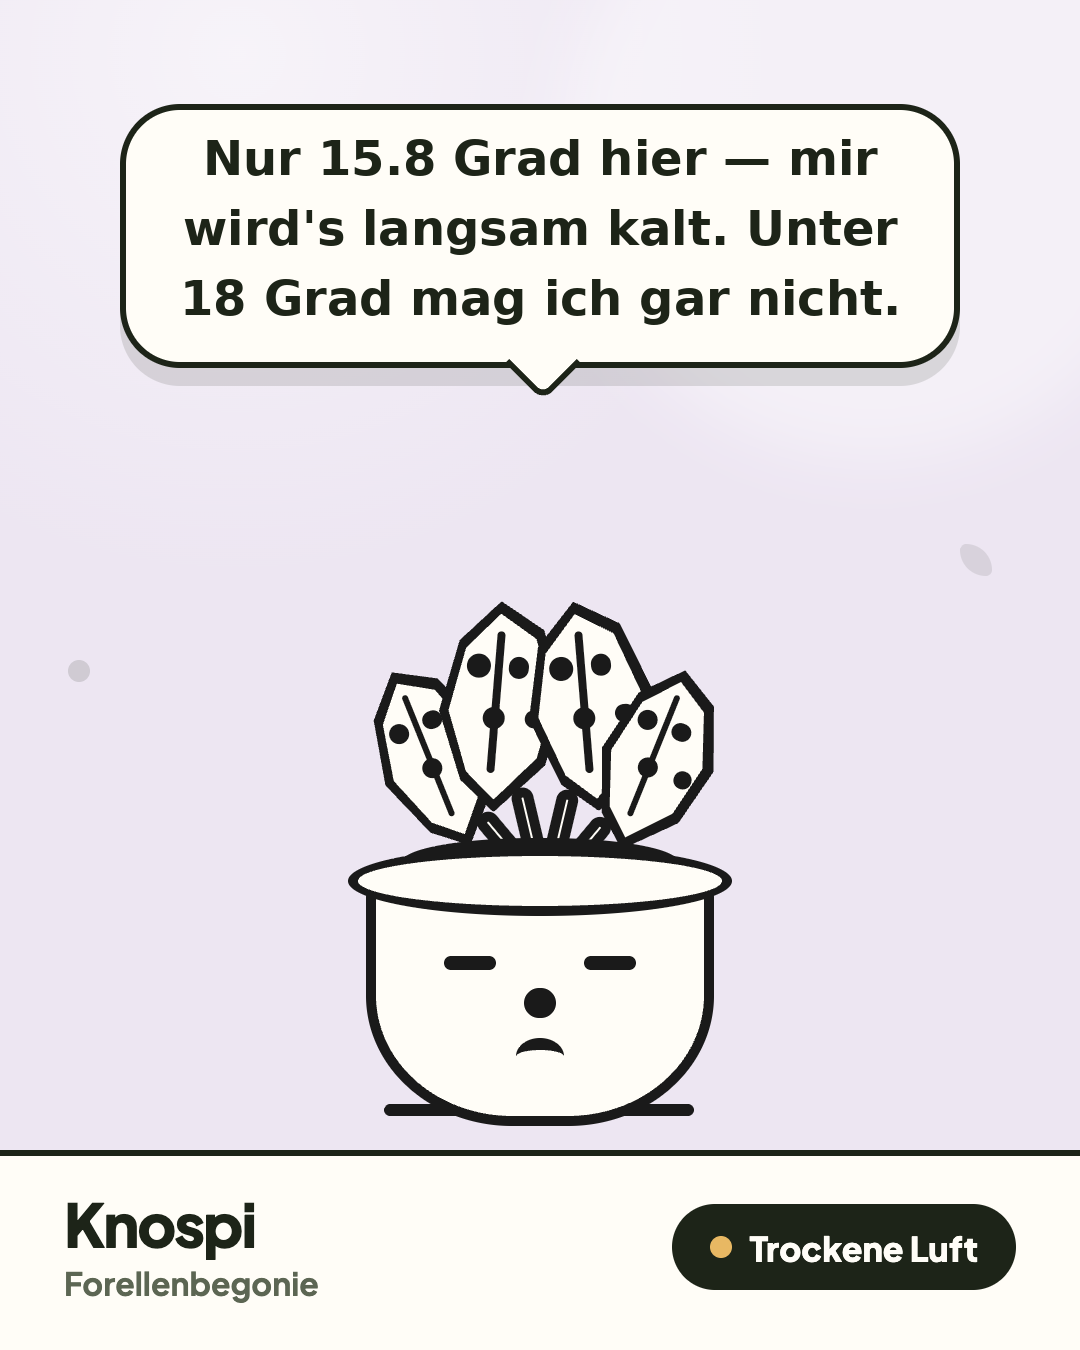 Nur 15.8 Grad hier — mir
wird's langsam kalt. Unter
18 Grad mag ich gar nicht.
Knospi
Forellenbegonie
Trockene Luft